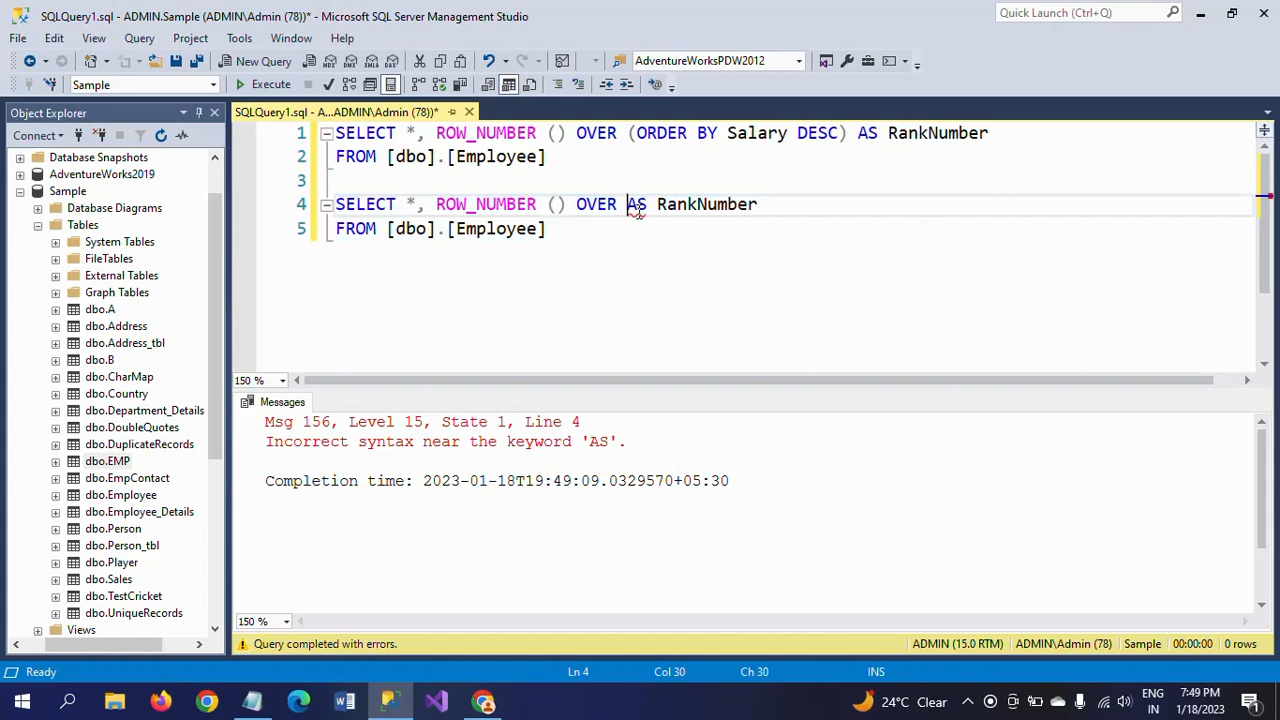 SQLQuery1.sql - ADMIN.Sample (ADMIN\Admin (78))* - Microsoft SQL Server Management Studio
Quick Launch (Ctrl+Q)
File Edit View Query Project Tools Window Help
New Query
AdventureWorksPDW2012
Sample
Execute
Object Explorer
SQLQuery1.sql - A...ADMIN\Admin (78))*
Connect
Database Snapshots
AdventureWorks2019
Sample
Database Diagrams
Tables
System Tables
FileTables
External Tables
Graph Tables
dbo.A
dbo.Address
dbo.Address_tbl
dbo.B
dbo.CharMap
dbo.Country
dbo.Department_Details
dbo.DoubleQuotes
dbo.DuplicateRecords
dbo.EMP
dbo.EmpContact
dbo.Employee
dbo.Employee_Details
dbo.Person
dbo.Person_tbl
dbo.Player
dbo.Sales
dbo.TestCricket
dbo.UniqueRecords
Views
1 SELECT *, ROW_NUMBER () OVER (ORDER BY Salary DESC) AS RankNumber
2 FROM [dbo].[Employee]
3
4 SELECT *, ROW_NUMBER () OVER AS RankNumber
5 FROM [dbo].[Employee]
150 %
Messages
Msg 156, Level 15, State 1, Line 4
Incorrect syntax near the keyword 'AS'.
Completion time: 2023-01-18T19:49:09.0329570+05:30
150 %
Query completed with errors.
ADMIN (15.0 RTM) ADMIN\Admin (78) Sample 00:00:00 0 rows
Ready Ln 4 Col 30 Ch 30 INS
24°C Clear
ENG
IN
7:49 PM
1/18/2023
1